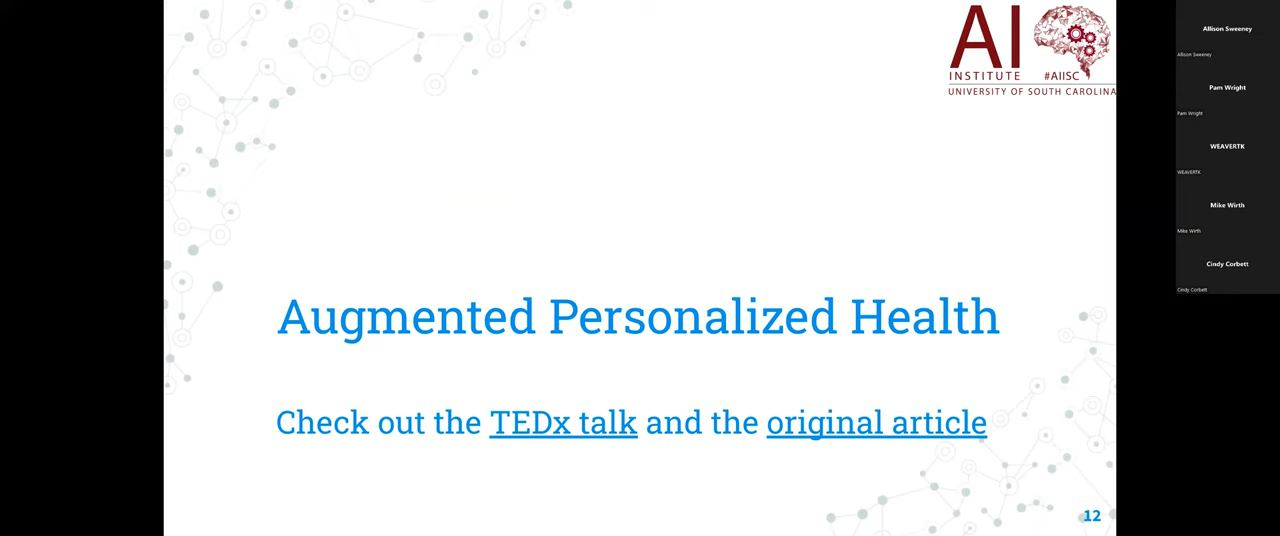 AI
INSTITUTE #AIISC
UNIVERSITY OF SOUTH CAROLINA
Augmented Personalized Health
Check out the TEDx talk and the original article
12
Allison Sweeney
Allison Sweeney
Pam Wright
Pam Wright
WEAVERTK
WEAVERTK
Mike Wirth
Mike Wirth
Cindy Corbett
Cindy Corbett